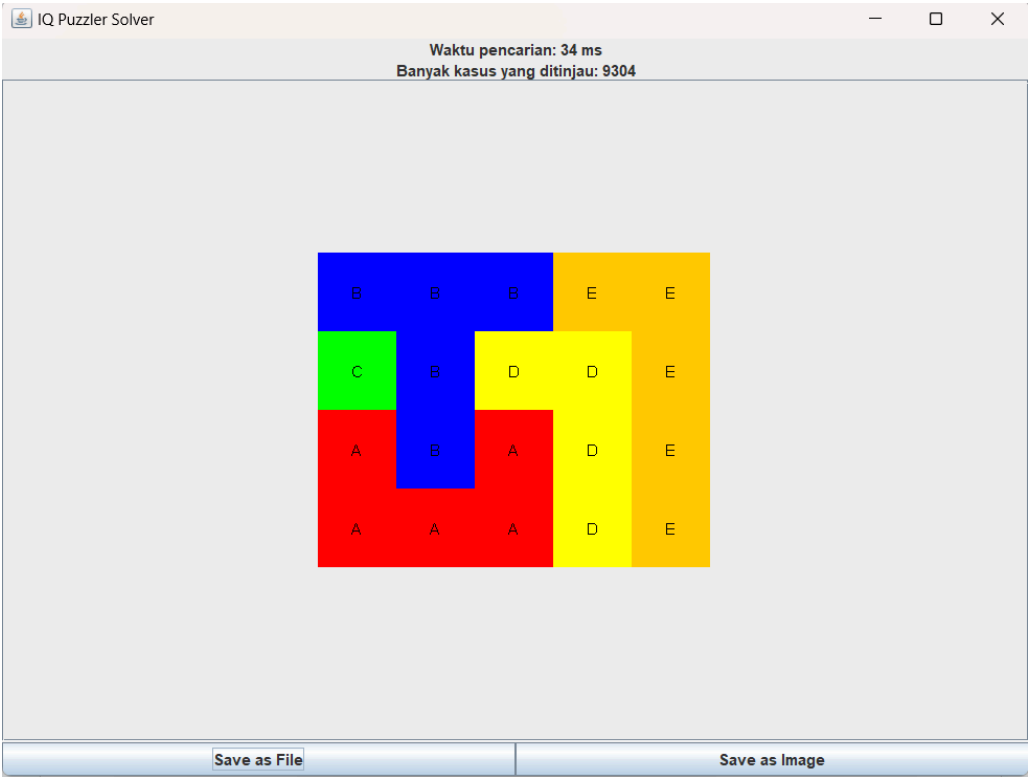 IQ Puzzler Solver
Waktu pencarian: 34 ms
Banyak kasus yang ditinjau: 9304
B B B E E
C B D D E
A B A D E
A A A D E
Save as File Save as Image